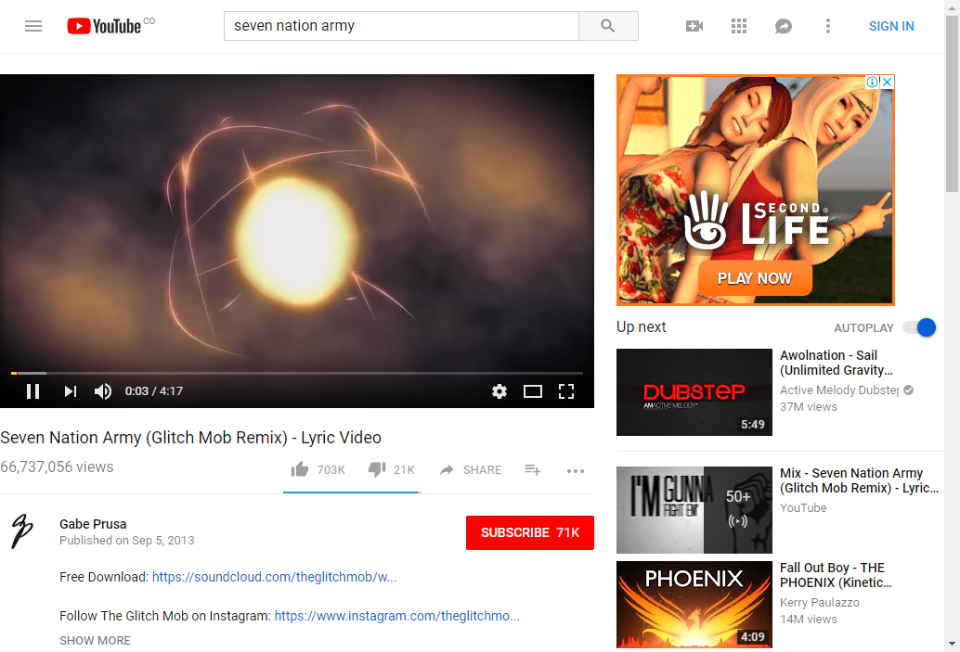 YouTube CO
seven nation army
SIGN IN
SECOND
LIFE
PLAY NOW
0:03 / 4:17
Up next
AUTOPLAY
DUBSTEP
5:49
Awolnation - Sail
(Unlimited Gravity…
Active Melody Dubstep
37M views
Seven Nation Army (Glitch Mob Remix) - Lyric Video
66,737,056 views
703K
21K
SHARE
I'M GUNNA
FIGHT EM'
50+
Mix - Seven Nation Army
(Glitch Mob Remix) - Lyric…
YouTube
Gabe Prusa
Published on Sep 5, 2013
SUBSCRIBE 71K
Free Download: https://soundcloud.com/theglitchmob/w...
Follow The Glitch Mob on Instagram: https://www.instagram.com/theglitchmo...
SHOW MORE
PHOENIX
4:09
Fall Out Boy - THE
PHOENIX (Kinetic…
Kerry Paulazzo
14M views